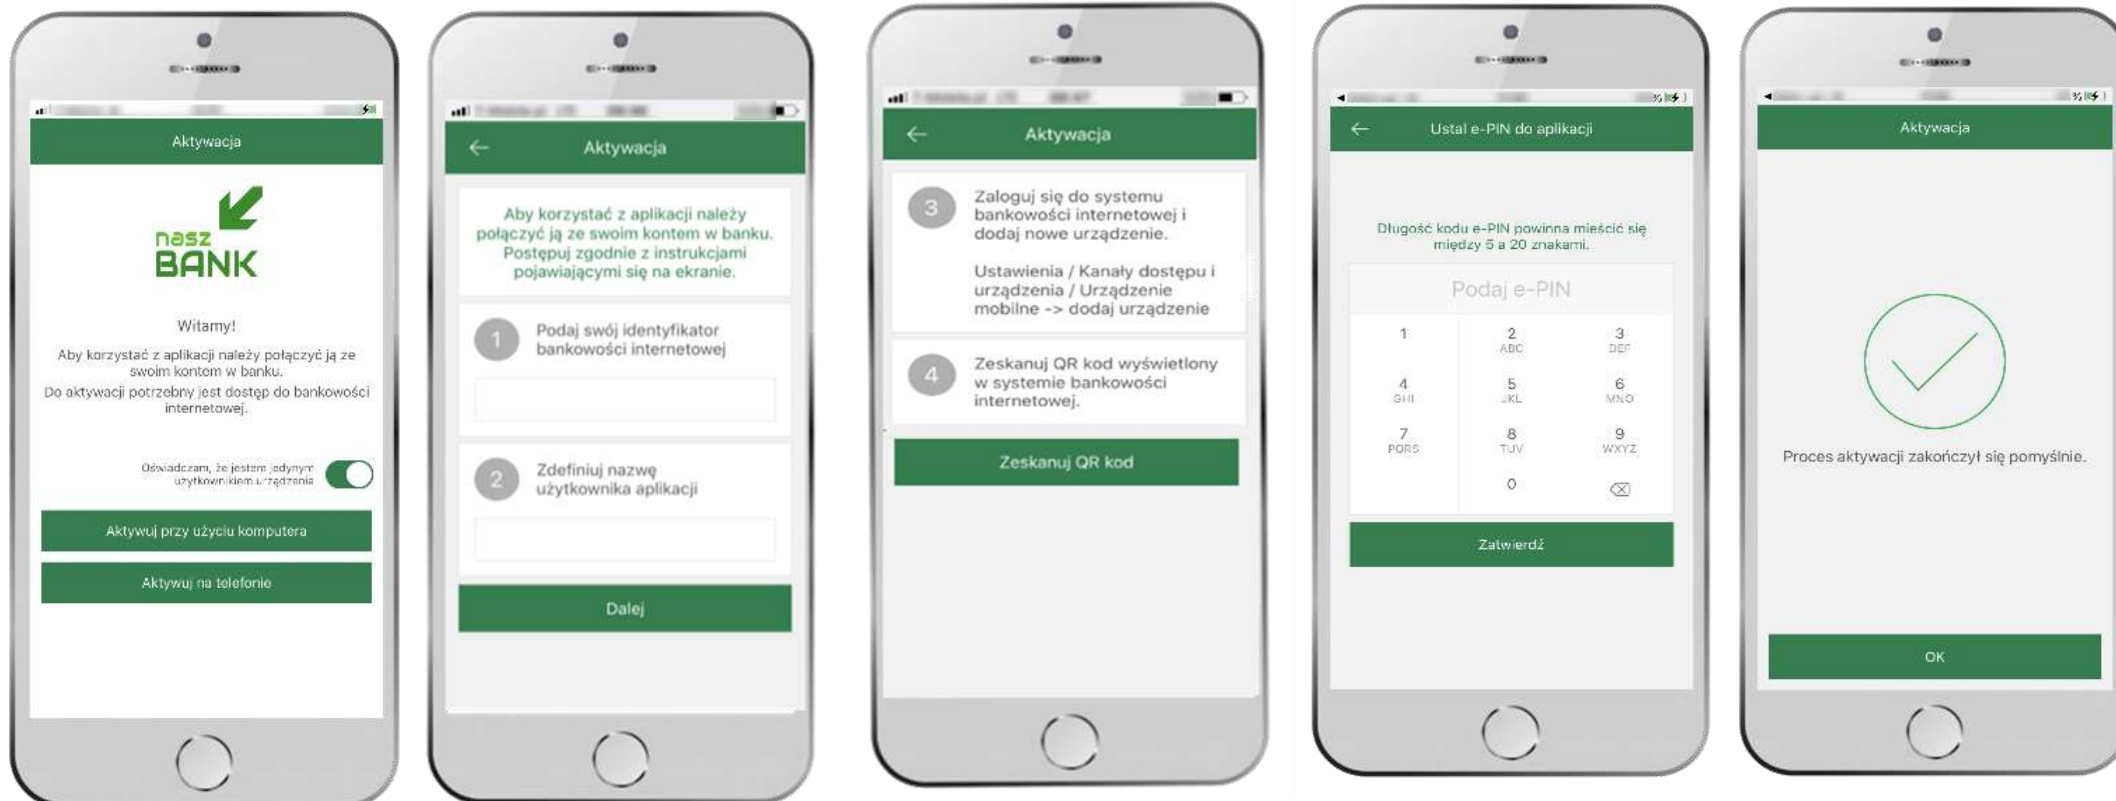 Aktywacja
nasz
BANK
Witamy!
Aby korzystać z aplikacji należy połączyć ją ze
swoim kontem w banku.
Do aktywacji potrzebny jest dostęp do bankowości
internetowej.
Oświadczam, że jestem jedynym
użytkownikiem urządzenia
Aktywuj przy użyciu komputera
Aktywuj na telefonie
Aktywacja
Aby korzystać z aplikacji należy
połączyć ją ze swoim kontem w banku.
Postępuj zgodnie z instrukcjami
pojawiającymi się na ekranie.
1
Podaj swój identyfikator
bankowości internetowej
2
Zdefiniuj nazwę
użytkownika aplikacji
Dalej
Aktywacja
3
Zaloguj się do systemu
bankowości internetowej i
dodaj nowe urządzenie.
Ustawienia / Kanały dostępu i
urządzenia / Urządzenie
mobilne -> dodaj urządzenie
4
Zeskanuj QR kod wyświetlony
w systemie bankowości
internetowej.
Zeskanuj QR kod
Ustal e-PIN do aplikacji
Długość kodu e-PIN powinna mieścić się
między 5 a 20 znakami.
Podaj e-PIN
1 2 3
ABC DEF
4 5 6
GHI JKL MNO
7 8 9
PQRS TUV WXYZ
0
Zatwierdź
Aktywacja
Proces aktywacji zakończył się pomyślnie.
OK